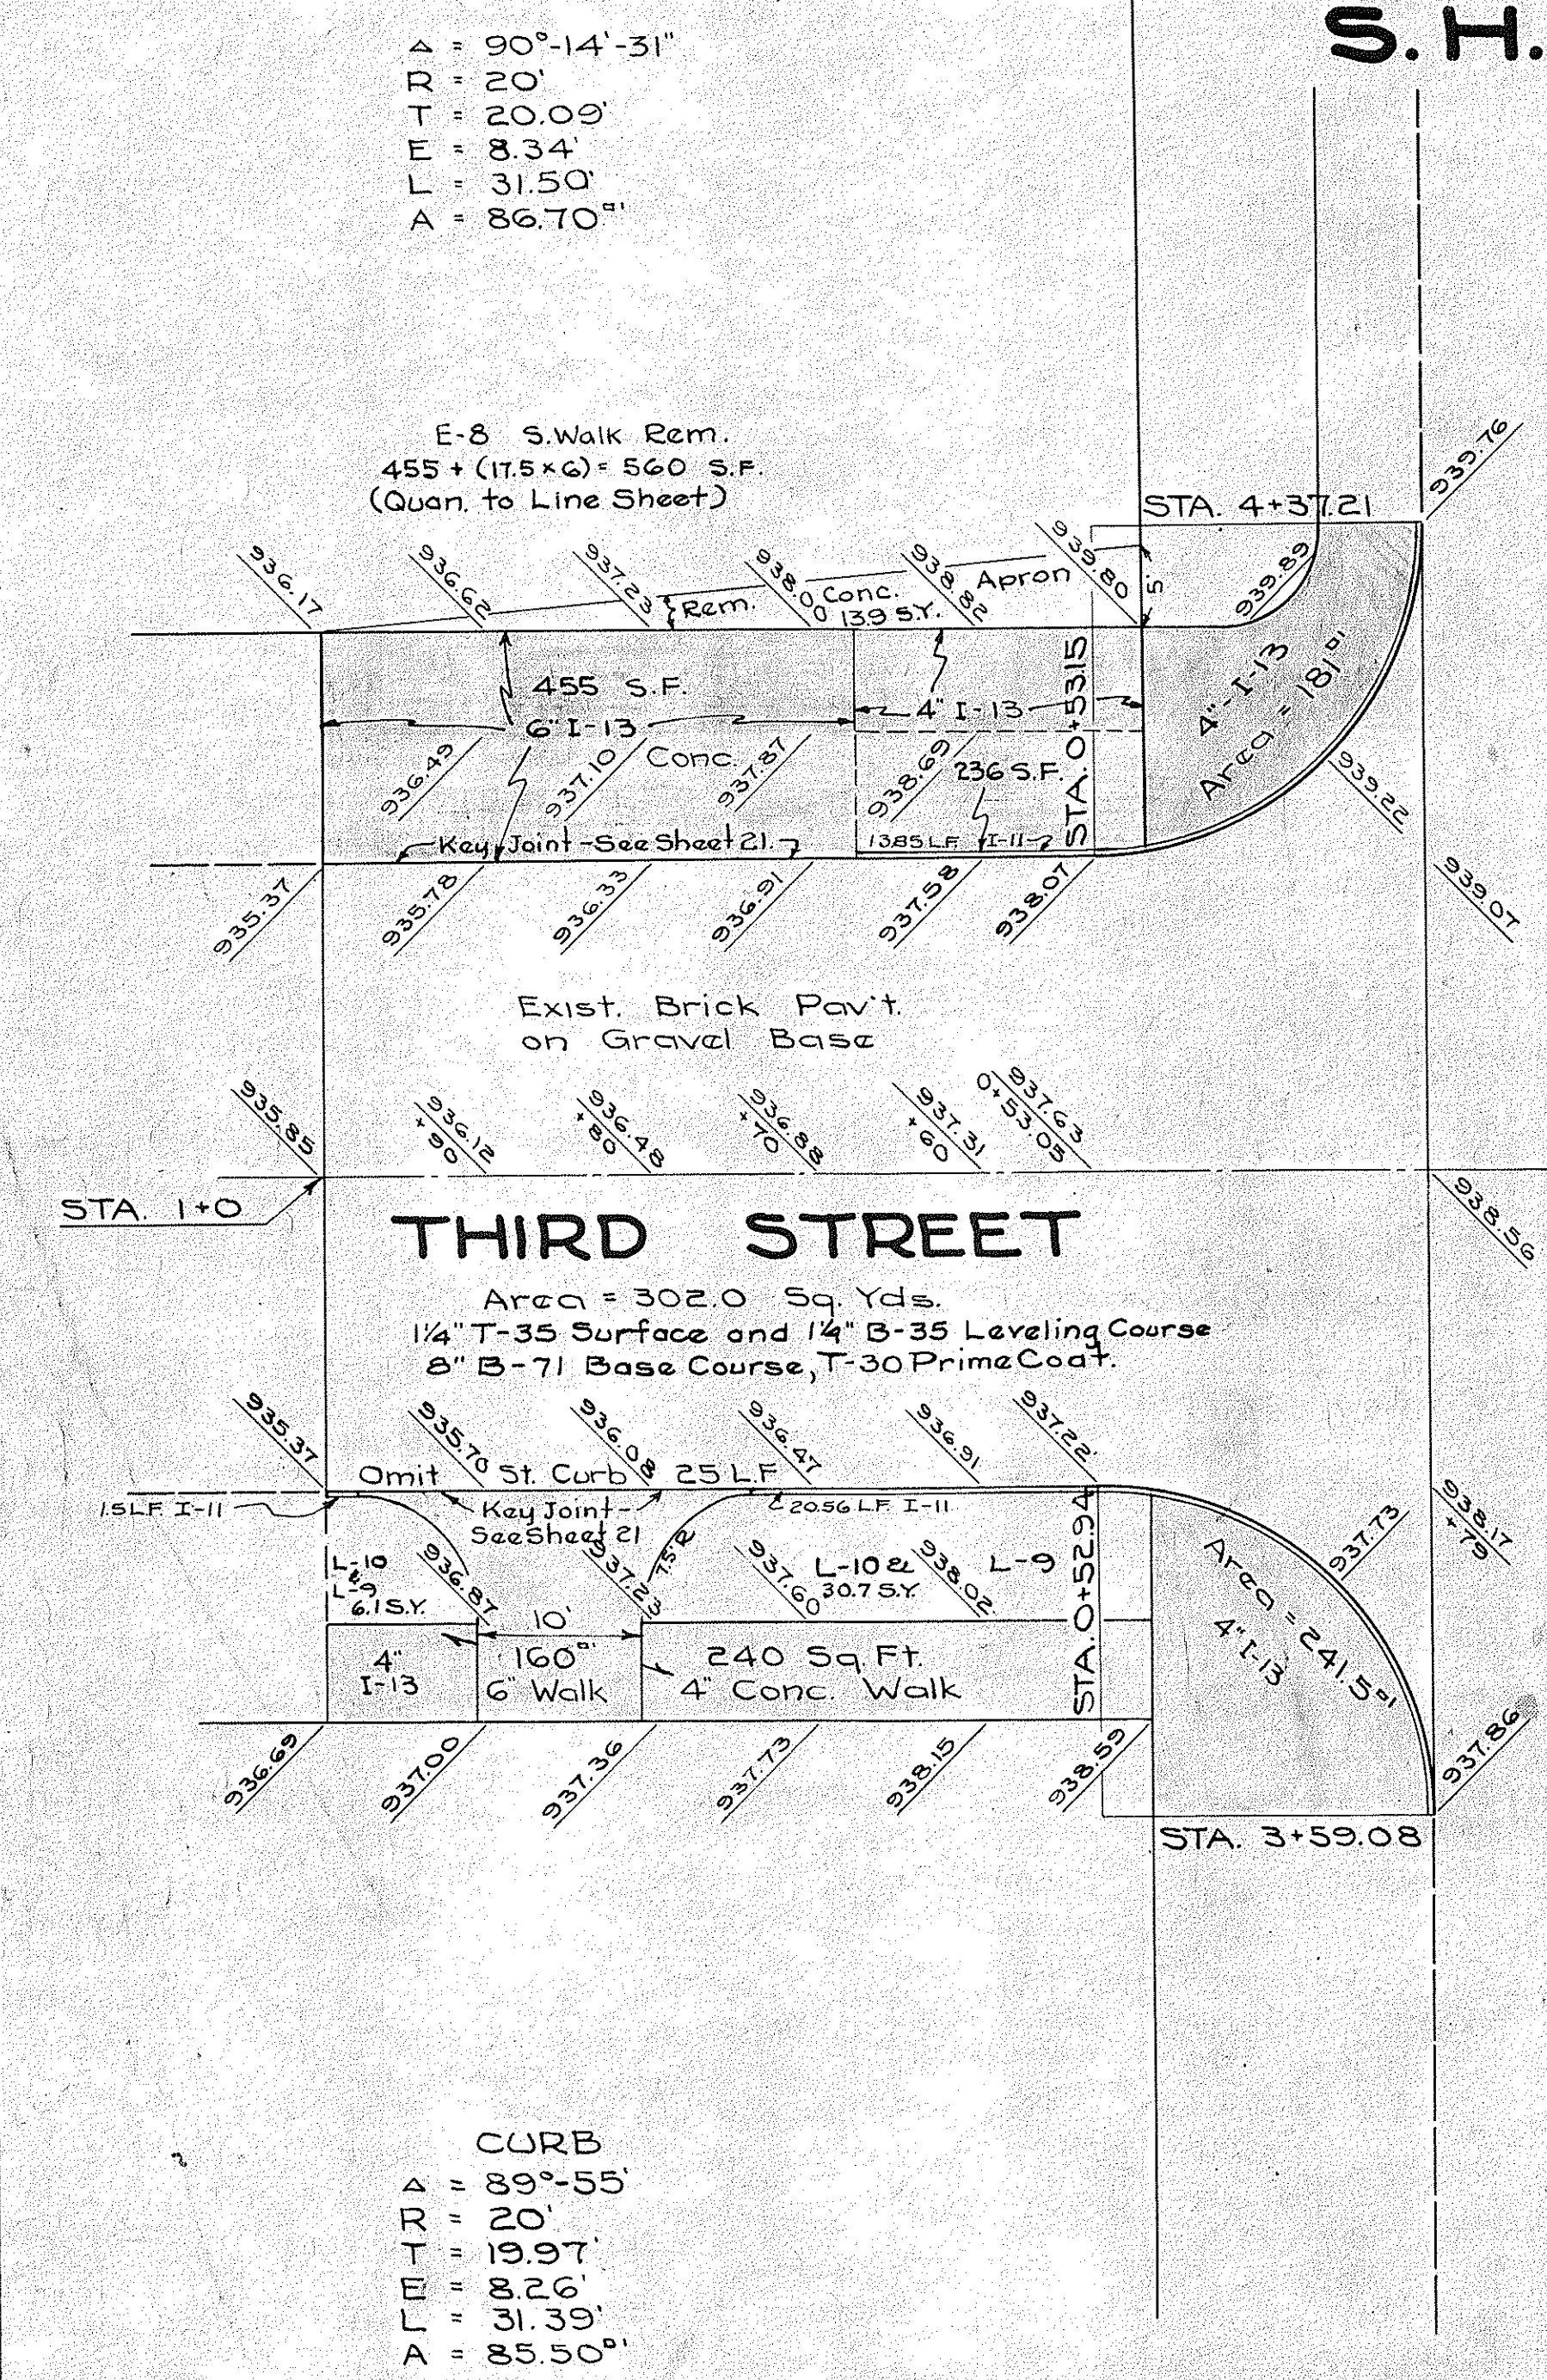 S.H.
Δ = 90°-14'-31"
R = 20'
T = 20.09'
E = 8.34'
L = 31.50'
A = 86.70□'
E-8 S.Walk Rem.
455 + (17.5 × 6) = 560 S.F.
(Quan. to Line Sheet)
939.76
STA. 4+37.21
936.17
936.62
937.23
938.00
938.82
939.80
939.89
Rem. Conc. Apron
13.9 S.Y.
5'
455 S.F.
6" I-13
Conc.
4" I-13
236 S.F.
STA. 0+53.15
4"-I-13
Area = 181□'
936.49
937.10
937.87
938.69
939.22
Key Joint-See Sheet 21.
13.85 L.F. I-11
935.37
935.78
936.33
936.91
937.58
938.07
939.07
Exist. Brick Pav't.
on Gravel Base
935.85
936.12
+90
936.48
+80
936.88
+70
937.31
+60
937.63
0+53.05
STA. 1+0
938.56
THIRD STREET
Area = 302.0 Sq. Yds.
1¼" T-35 Surface and 1¼" B-35 Leveling Course
8" B-71 Base Course, T-30 Prime Coat.
935.37
935.70
936.08
936.47
936.91
937.22'
Omit St. Curb 25 L.F
1.5 L.F. I-11
Key Joint-
See Sheet 21
20.56 L.F. I-11
938.17
+79
937.73
L-10
&
L-9
6.1 S.Y.
936.87
937.23
7.5' R
937.60
L-10 &
30.7 S.Y.
938.02
L-9
STA. 0+52.94
Area = 241.5□'
4" I-13
10'
4"
I-13
160□'
6" Walk
240 Sq Ft.
4" Conc. Walk
936.69
937.00
937.36
937.73
938.15
938.59
937.86
STA. 3+59.08
CURB
Δ = 89°-55'
R = 20'
T = 19.97'
E = 8.26'
L = 31.39'
A = 85.50□'